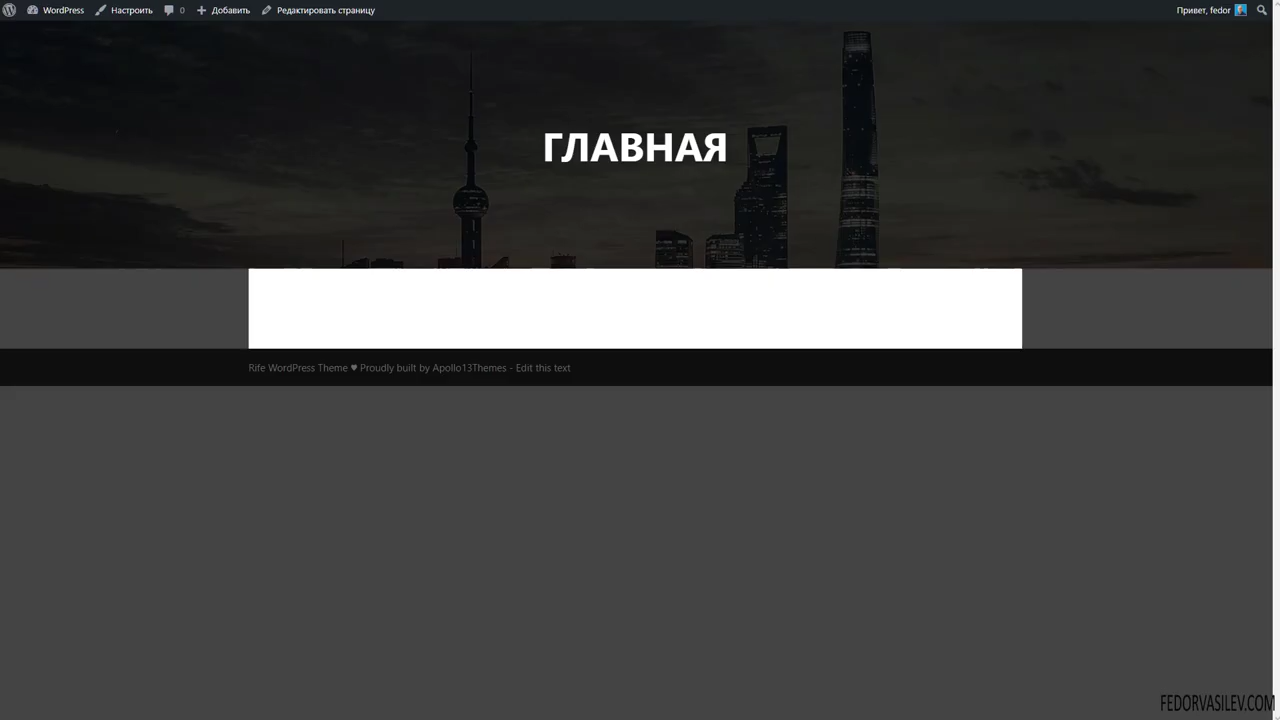 WordPress Настроить 0 Добавить Редактировать страницу Привет, fedor
ГЛАВНАЯ
Rife WordPress Theme ♥ Proudly built by Apollo13Themes - Edit this text
FEDORVASILEV.COM